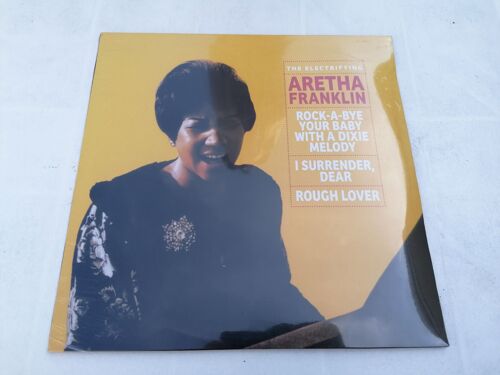 THE ELECTRIFYING
ARETHA
FRANKLIN
ROCK-A-BYE
YOUR BABY
WITH A DIXIE
MELODY
I SURRENDER,
DEAR
ROUGH LOVER